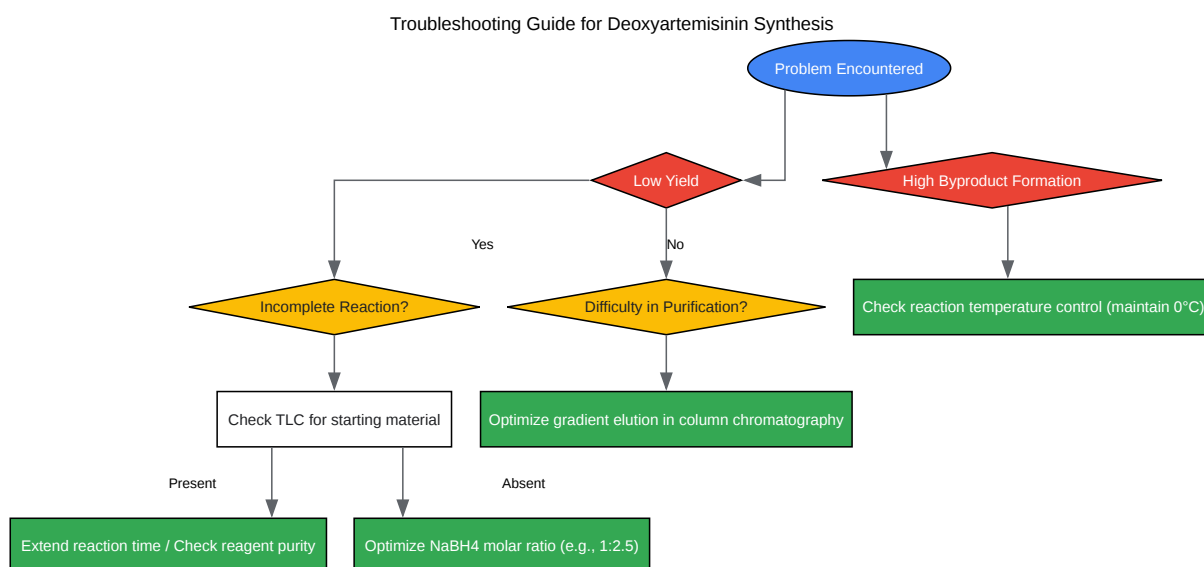 Troubleshooting Guide for Deoxyartemisinin Synthesis
Problem Encountered
Low Yield
High Byproduct Formation
Yes
No
Incomplete Reaction?
Difficulty in Purification?
Check reaction temperature control (maintain 0°C)
Check TLC for starting material
Optimize gradient elution in column chromatography
Present
Absent
Extend reaction time / Check reagent purity
Optimize NaBH4 molar ratio (e.g., 1:2.5)